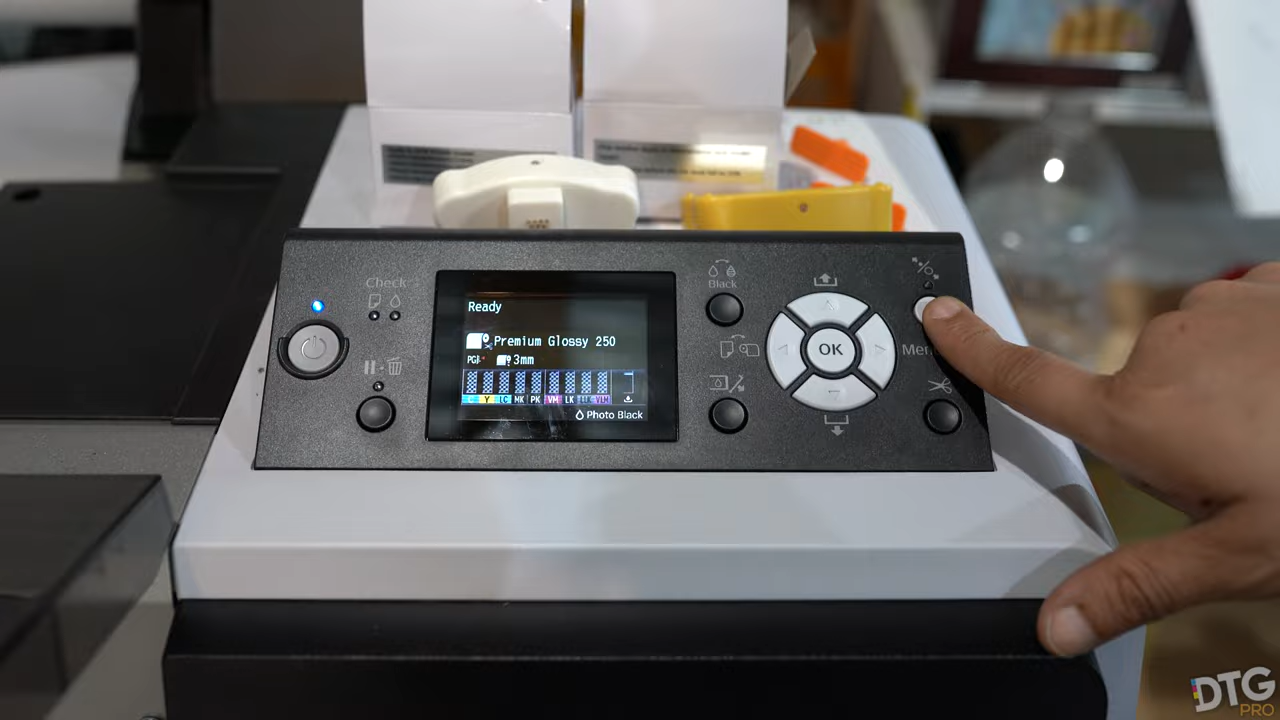 Check
Black
Ready
Premium Glossy 250
3mm
OK
C Y LC MK PK VM LK LLK VLM
Photo Black
DTG
PRO